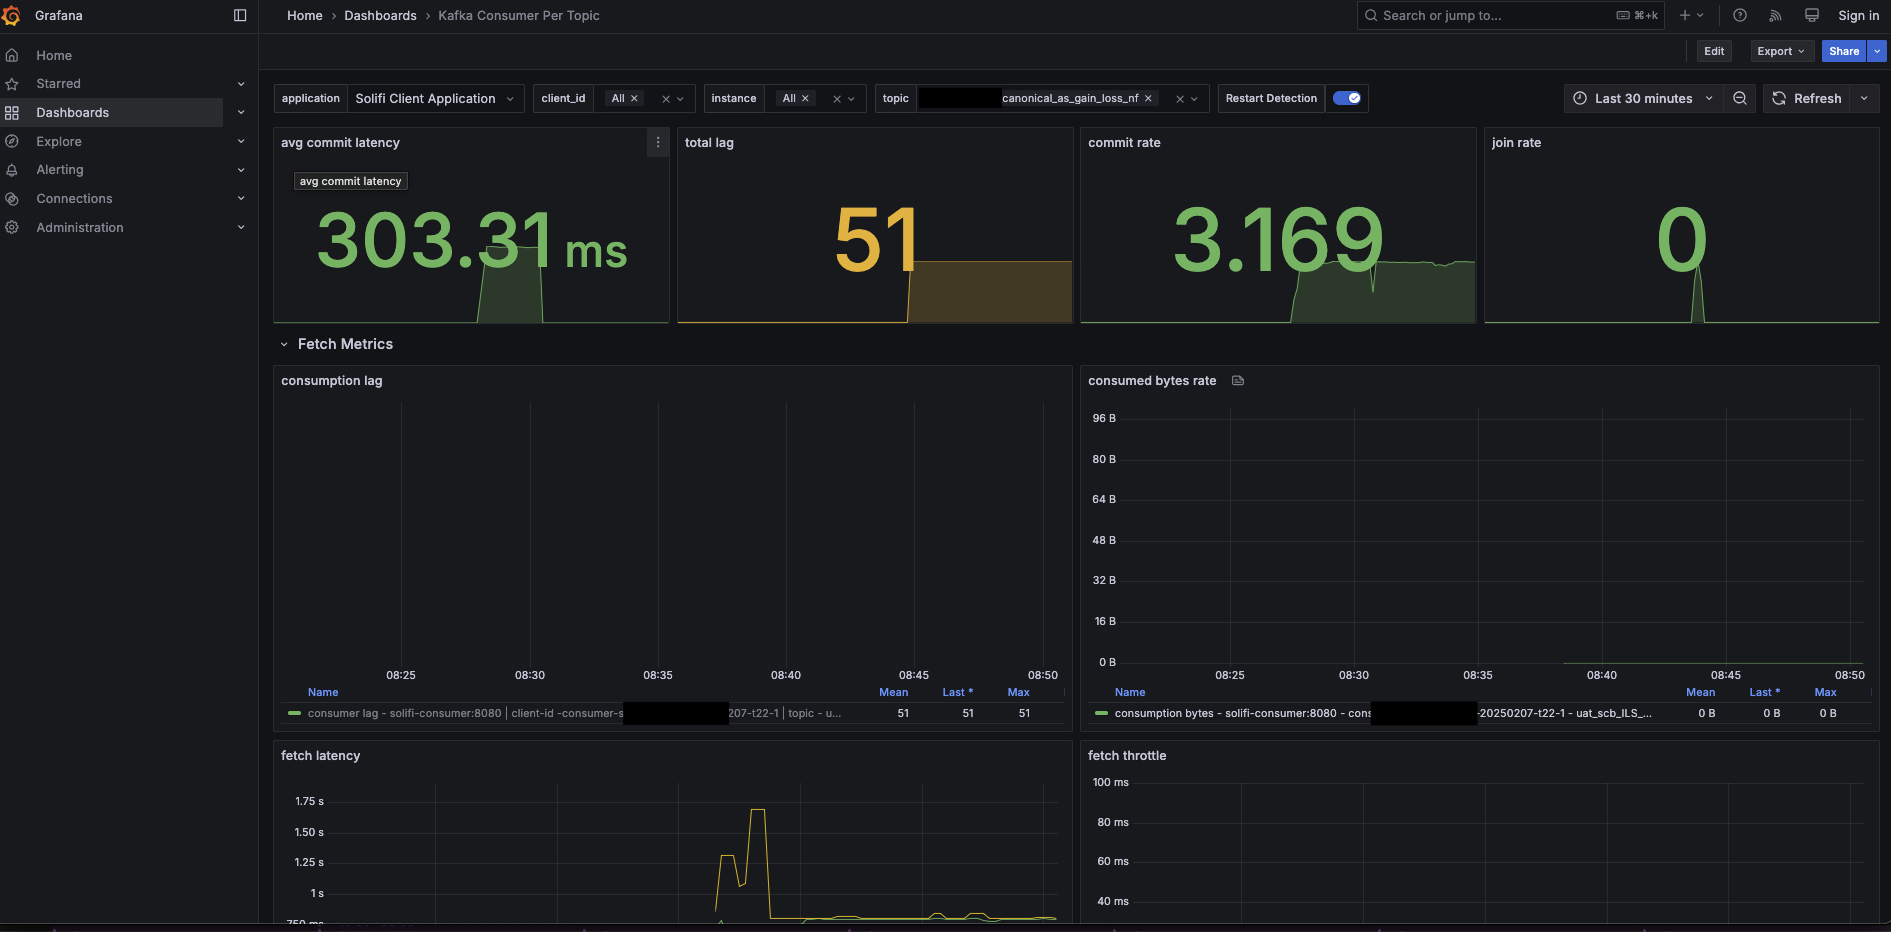 Grafana
Home › Dashboards › Kafka Consumer Per Topic
Search or jump to...
⌘+k
Sign in
Edit
Export
Share
Home
Starred
Dashboards
Explore
Alerting
Connections
Administration
application Solifi Client Application
client_id All
instance All
topic canonical_as_gain_loss_nf
Restart Detection
Last 30 minutes
Refresh
avg commit latency
avg commit latency
303.31 ms
total lag
51
commit rate
3.169
join rate
0
Fetch Metrics
consumption lag
08:25 08:30 08:35 08:40 08:45 08:50
Name Mean Last * Max
consumer lag - solifi-consumer:8080 | client-id -consumer-s 207-t22-1 | topic - u... 51 51 51
consumed bytes rate
96 B
80 B
64 B
48 B
32 B
16 B
0 B
08:25 08:30 08:35 08:40 08:45 08:50
Name Mean Last * Max
consumption bytes - solifi-consumer:8080 - cons -20250207-t22-1 - uat_scb_ILS_... 0 B 0 B 0 B
fetch latency
1.75 s
1.50 s
1.25 s
1 s
750 ms
fetch throttle
100 ms
80 ms
60 ms
40 ms